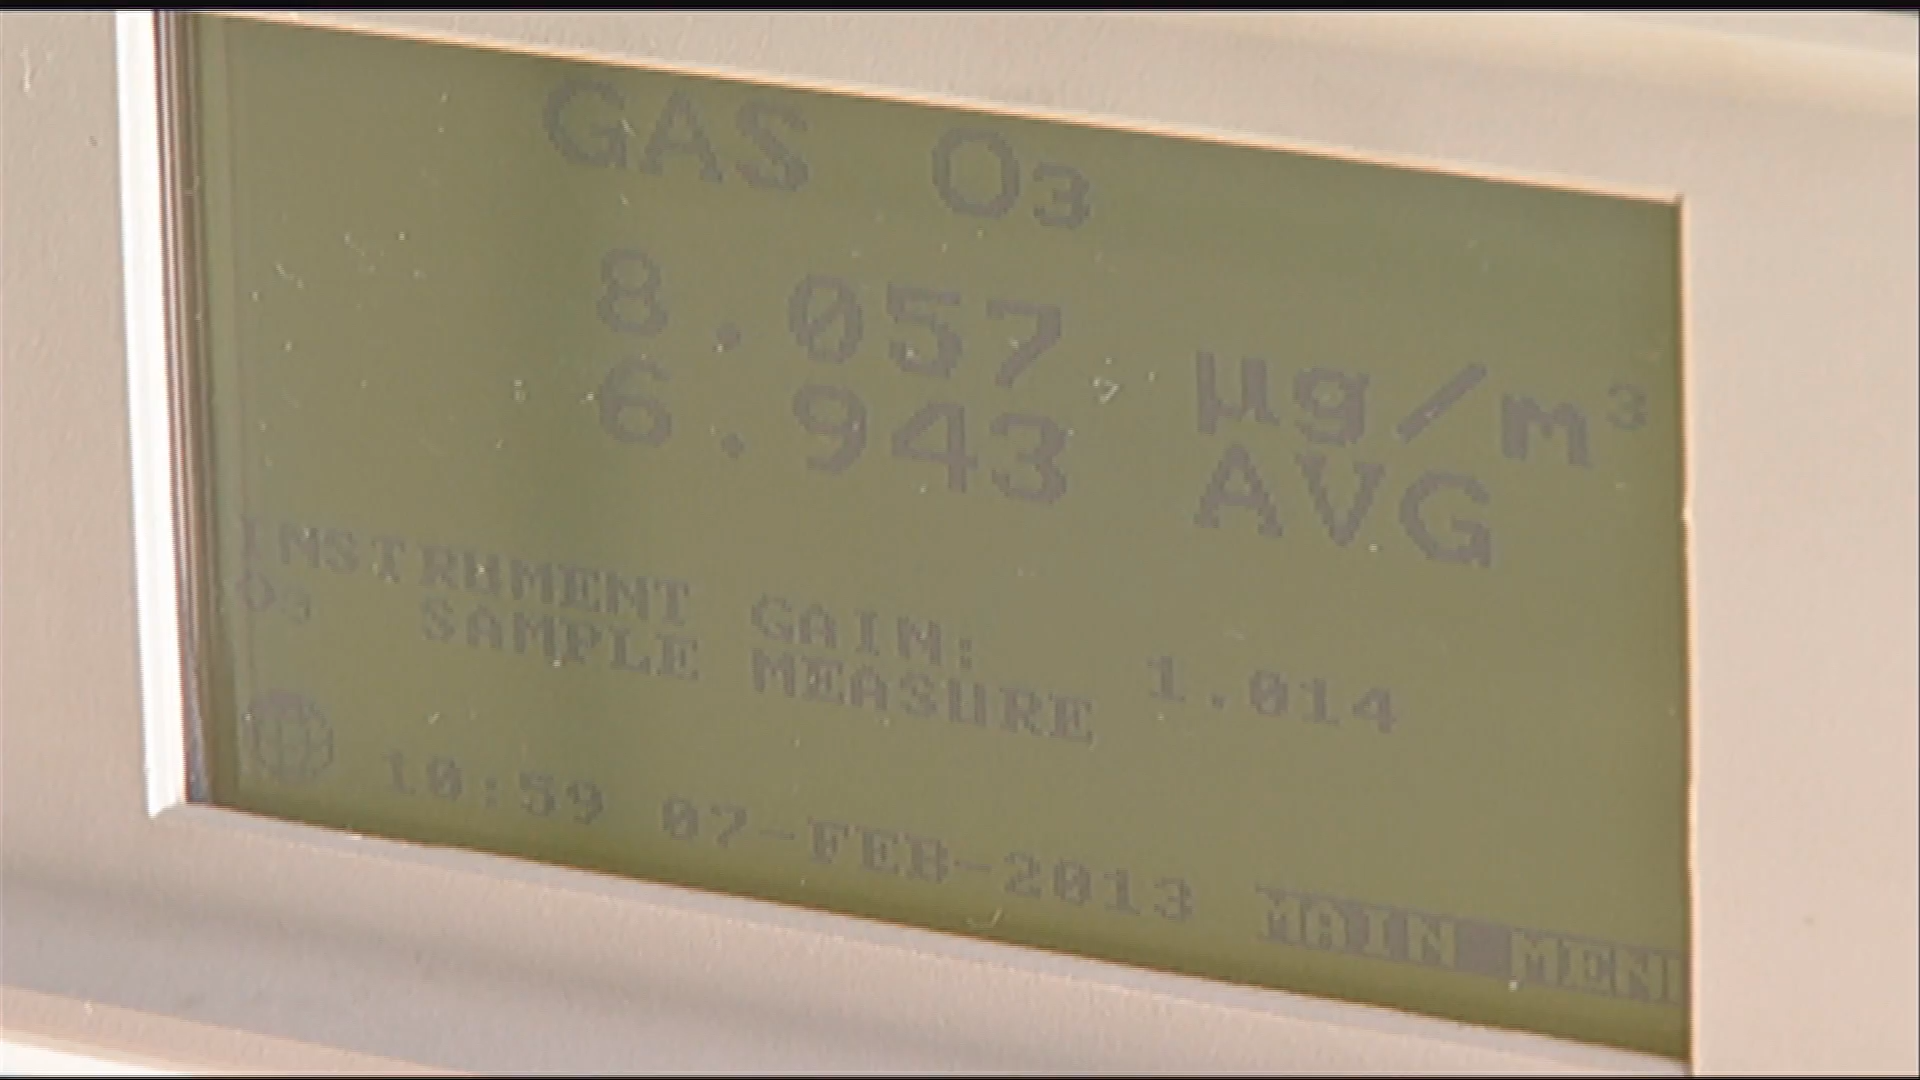 GAS O3
8.057 µg/m³
6.943 AVG
INSTRUMENT GAIN: 1.014
O3 SAMPLE MEASURE
10:59 07-FEB-2013 MAIN MENU